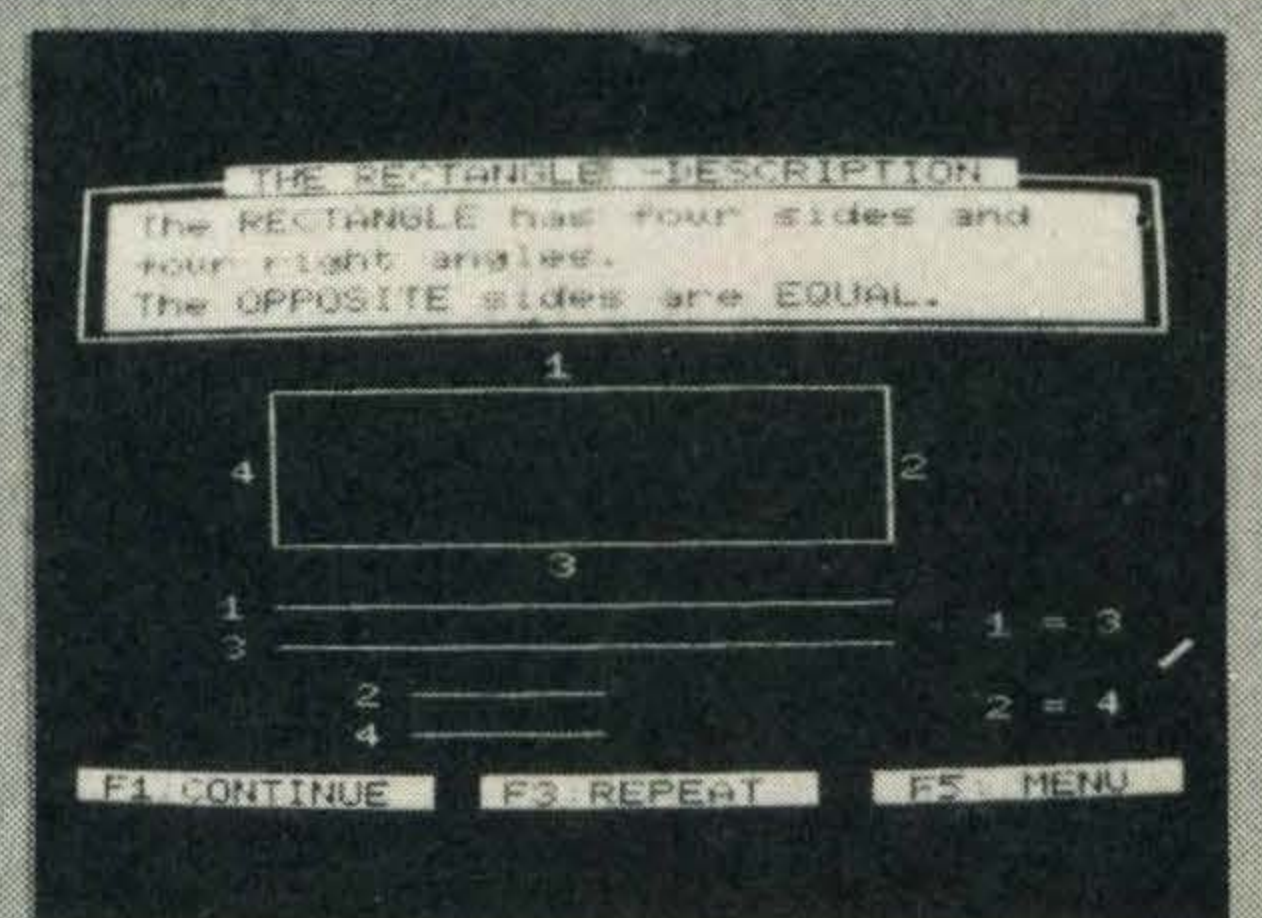 THE RECTANGLE -DESCRIPTION
The RECTANGLE has four sides and
four right angles.
The OPPOSITE sides are EQUAL.
1
4 2
3
1
3
1 = 3
2
4
2 = 4
F1:CONTINUE F3:REPEAT F5: MENU